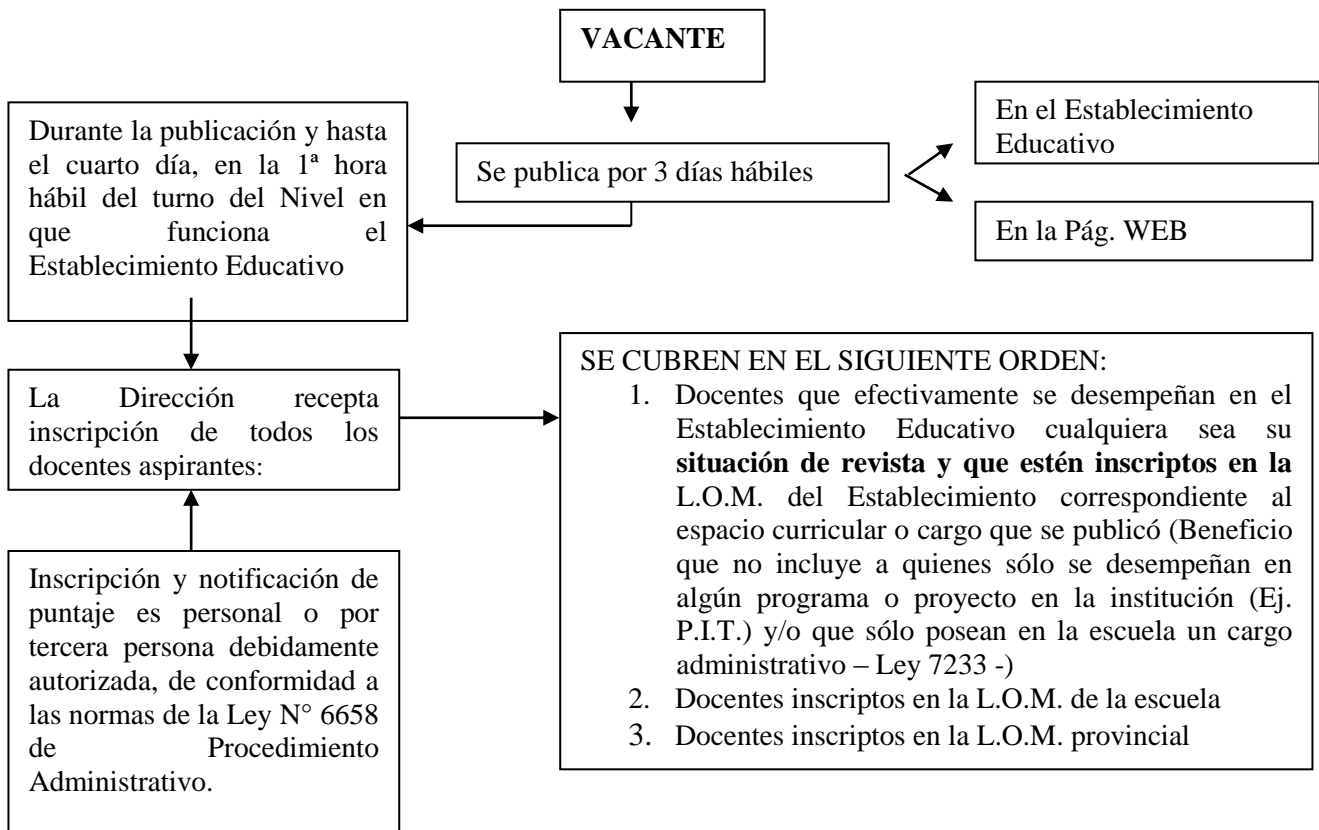 VACANTE
En el Establecimiento
Educativo
Durante la publicación y hasta
el cuarto día, en la 1ª hora
hábil del turno del Nivel en
que funciona el
Establecimiento Educativo
Se publica por 3 días hábiles
En la Pág. WEB
SE CUBREN EN EL SIGUIENTE ORDEN:
1. Docentes que efectivamente se desempeñan en el
Establecimiento Educativo cualquiera sea su
situación de revista y que estén inscriptos en la
L.O.M. del Establecimiento correspondiente al
espacio curricular o cargo que se publicó (Beneficio
que no incluye a quienes sólo se desempeñan en
algún programa o proyecto en la institución (Ej.
P.I.T.) y/o que sólo posean en la escuela un cargo
administrativo – Ley 7233 -)
2. Docentes inscriptos en la L.O.M. de la escuela
3. Docentes inscriptos en la L.O.M. provincial
La Dirección recepta
inscripción de todos los
docentes aspirantes:
Inscripción y notificación de
puntaje es personal o por
tercera persona debidamente
autorizada, de conformidad a
las normas de la Ley N° 6658
de Procedimiento
Administrativo.